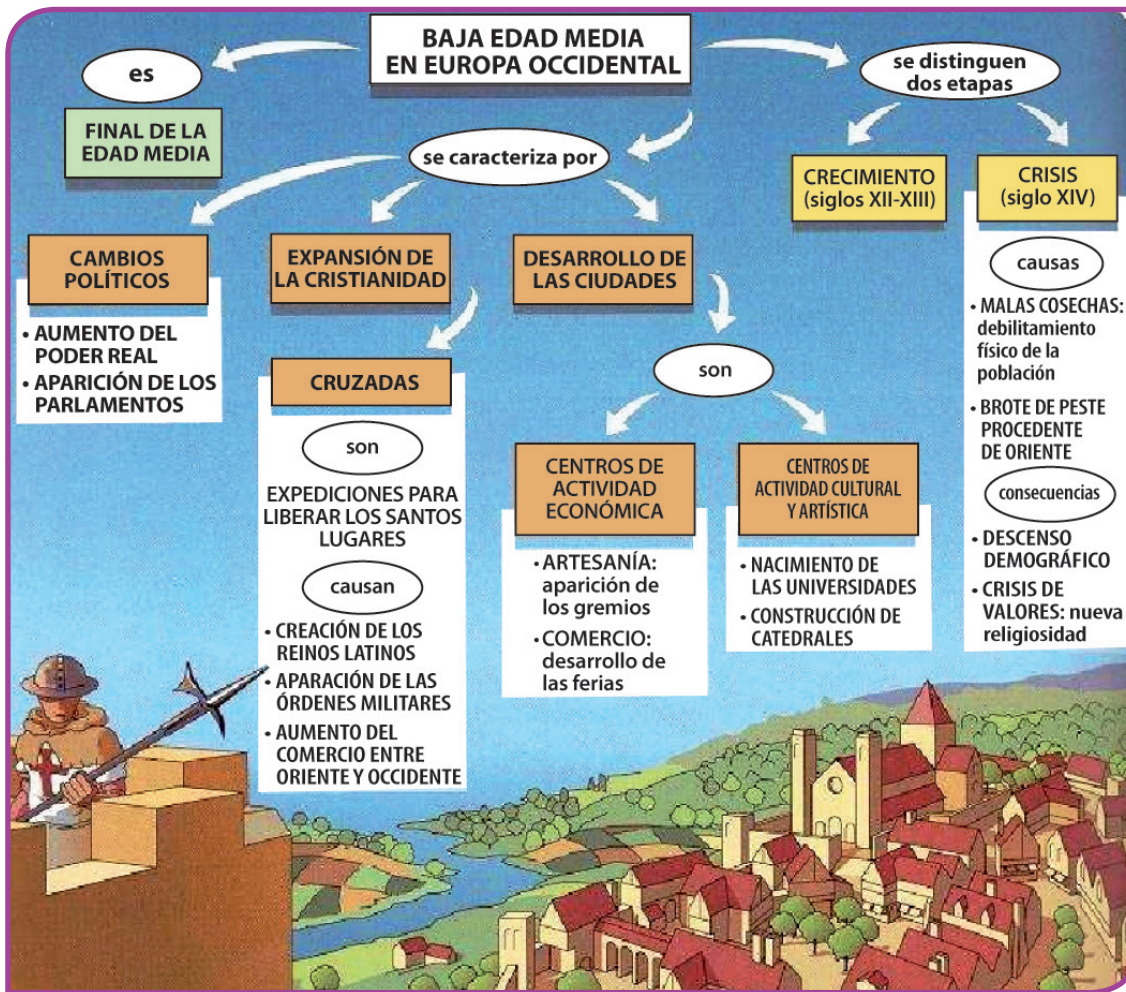 BAJA EDAD MEDIA
EN EUROPA OCCIDENTAL
es
FINAL DE LA
EDAD MEDIA
se caracteriza por
CAMBIOS
POLÍTICOS
• AUMENTO DEL
PODER REAL
• APARICIÓN DE LOS
PARLAMENTOS
EXPANSIÓN DE
LA CRISTIANIDAD
CRUZADAS
son
EXPEDICIONES PARA
LIBERAR LOS SANTOS
LUGARES
causan
• CREACIÓN DE LOS
REINOS LATINOS
• APARACIÓN DE LAS
ÓRDENES MILITARES
• AUMENTO DEL
COMERCIO ENTRE
ORIENTE Y OCCIDENTE
DESARROLLO DE
LAS CIUDADES
son
CENTROS DE
ACTIVIDAD
ECONÓMICA
• ARTESANÍA:
aparición de
los gremios
• COMERCIO:
desarrollo de
las ferias
CENTROS DE
ACTIVIDAD CULTURAL
Y ARTÍSTICA
• NACIMIENTO DE
LAS UNIVERSIDADES
• CONSTRUCCIÓN DE
CATEDRALES
se distinguen
dos etapas
CRECIMIENTO
(siglos XII-XIII)
CRISIS
(siglo XIV)
causas
• MALAS COSECHAS:
debilitamiento
físico de la
población
• BROTE DE PESTE
PROCEDENTE
DE ORIENTE
consecuencias
• DESCENSO
DEMOGRÁFICO
• CRISIS DE
VALORES: nueva
religiosidad